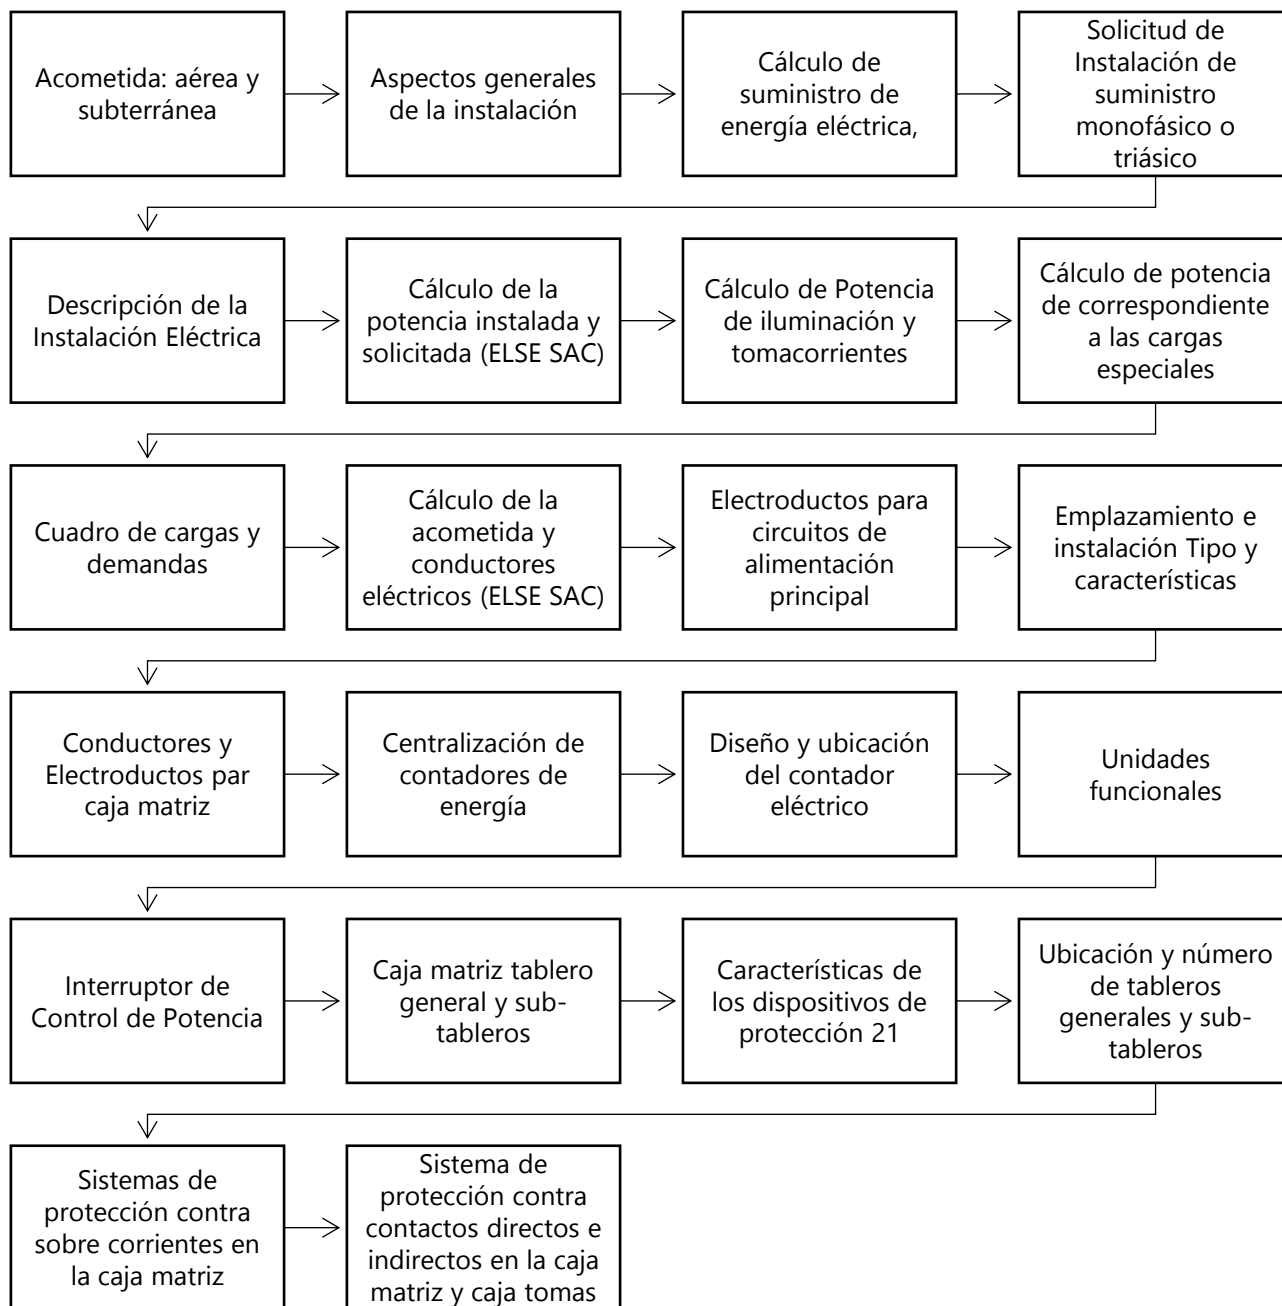 Acometida: aérea y
subterránea
Aspectos generales
de la instalación
Cálculo de
suministro de
energía eléctrica,
Solicitud de
Instalación de
suministro
monofásico o
triásico
Descripción de la
Instalación Eléctrica
Cálculo de la
potencia instalada y
solicitada (ELSE SAC)
Cálculo de Potencia
de iluminación y
tomacorrientes
Cálculo de potencia
de correspondiente
a las cargas
especiales
Cuadro de cargas y
demandas
Cálculo de la
acometida y
conductores
eléctricos (ELSE SAC)
Electroductos para
circuitos de
alimentación
principal
Emplazamiento e
instalación Tipo y
característícas
Conductores y
Electroductos par
caja matriz
Centralización de
contadores de
energía
Diseño y ubicación
del contador
eléctrico
Unidades
funcionales
Interruptor de
Control de Potencia
Caja matriz tablero
general y sub-
tableros
Característícas de
los dispositivos de
protección 21
Ubicación y número
de tableros
generales y sub-
tableros
Sistemas de
protección contra
sobre corrientes en
la caja matriz
Sistema de
protección contra
contactos directos e
indirectos en la caja
matriz y caja tomas